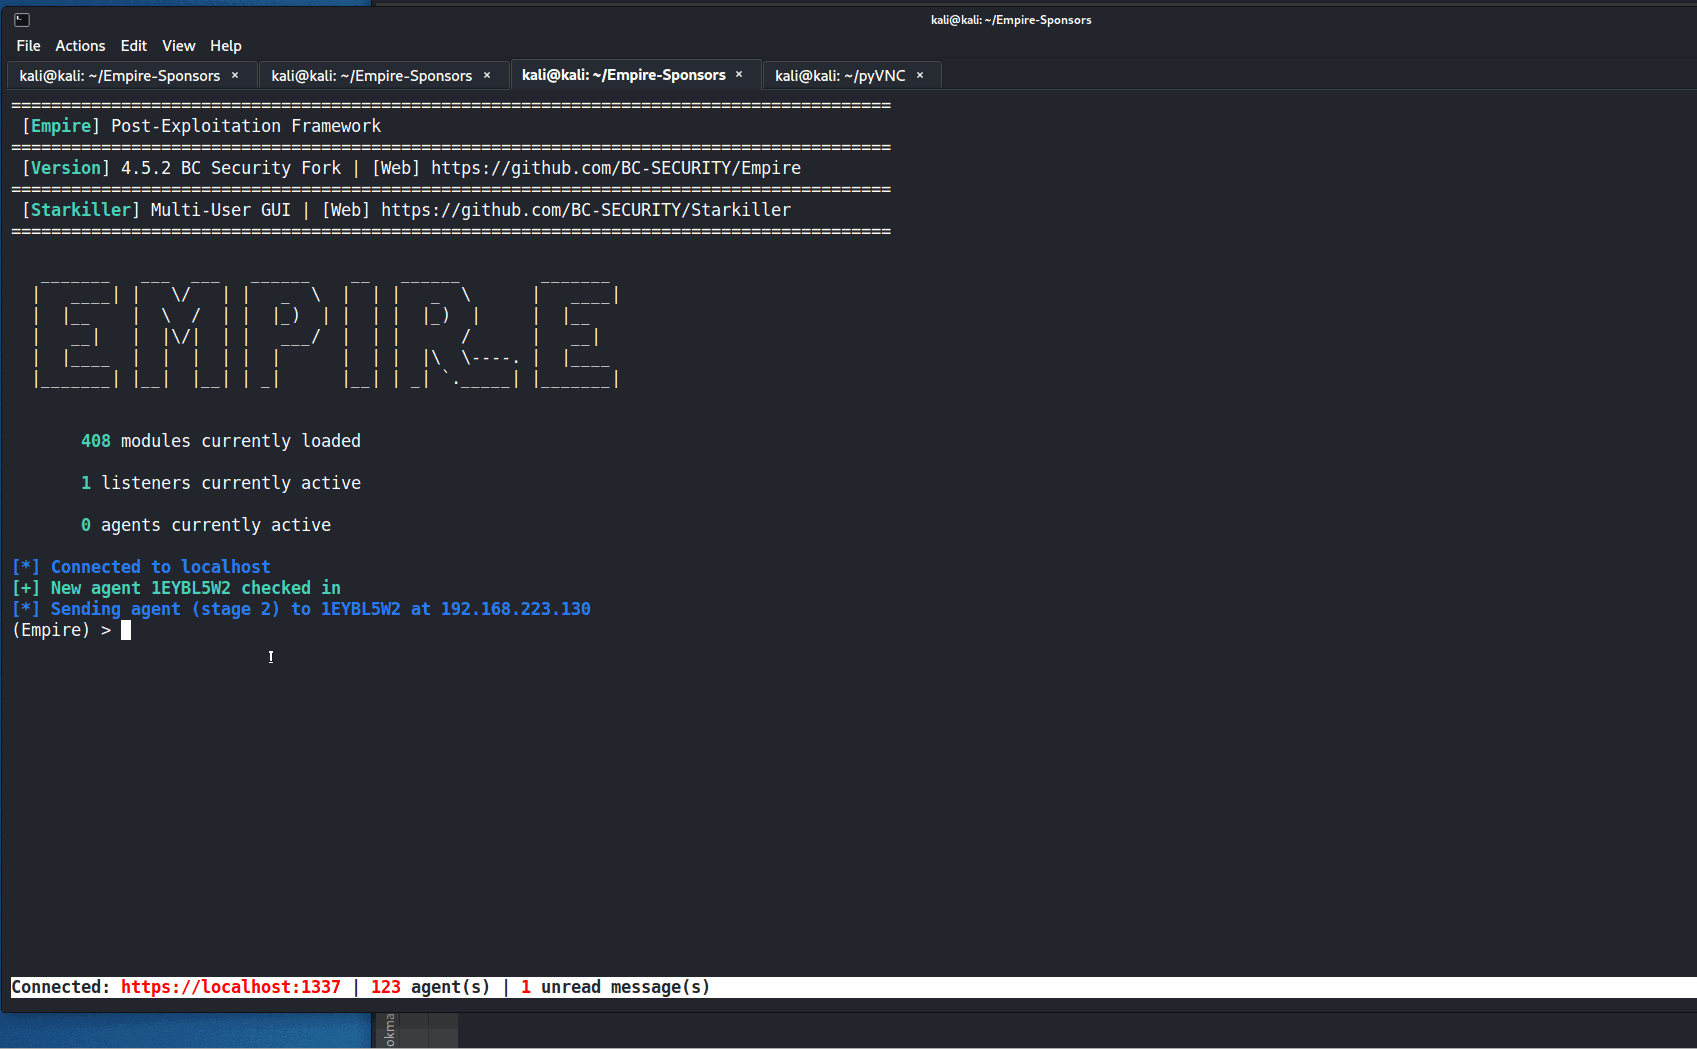 kali@kali: ~/Empire-Sponsors
File Actions Edit View Help
kali@kali: ~/Empire-Sponsors × kali@kali: ~/Empire-Sponsors × kali@kali: ~/Empire-Sponsors × kali@kali: ~/pyVNC ×
========================================================================================
[Empire] Post-Exploitation Framework
========================================================================================
[Version] 4.5.2 BC Security Fork | [Web] https://github.com/BC-SECURITY/Empire
========================================================================================
[Starkiller] Multi-User GUI | [Web] https://github.com/BC-SECURITY/Starkiller
========================================================================================
EMPIRE
408 modules currently loaded
1 listeners currently active
0 agents currently active
[*] Connected to localhost
[+] New agent 1EYBL5W2 checked in
[*] Sending agent (stage 2) to 1EYBL5W2 at 192.168.223.130
(Empire) >
Connected: https://localhost:1337 | 123 agent(s) | 1 unread message(s)